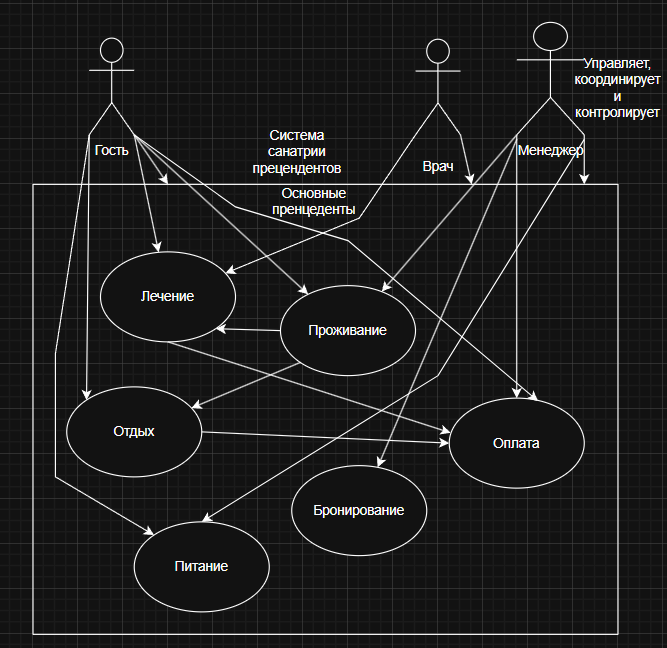 Управляет,
координирует
и
контролирует
Система
санатрии
прецендентов
Гость
Врач
Менеджер
Основные
пренцеденты
Лечение
Проживание
Отдых
Оплата
Бронирование
Питание